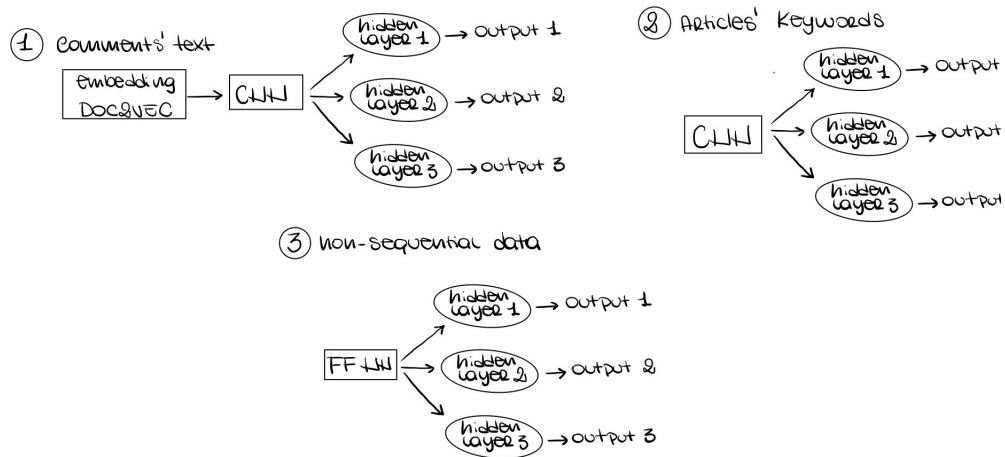 1 Comments' text
embedding
DOC2VEC
CNN
hidden
layer 1
output 1
hidden
layer 2
output 2
hidden
layer 3
output 3
2 Articles' Keywords
CNN
hidden
layer 1
output
hidden
layer 2
output
hidden
layer 3
output
3 non-sequential data
FFNN
hidden
layer 1
output 1
hidden
layer 2
output 2
hidden
layer 3
output 3